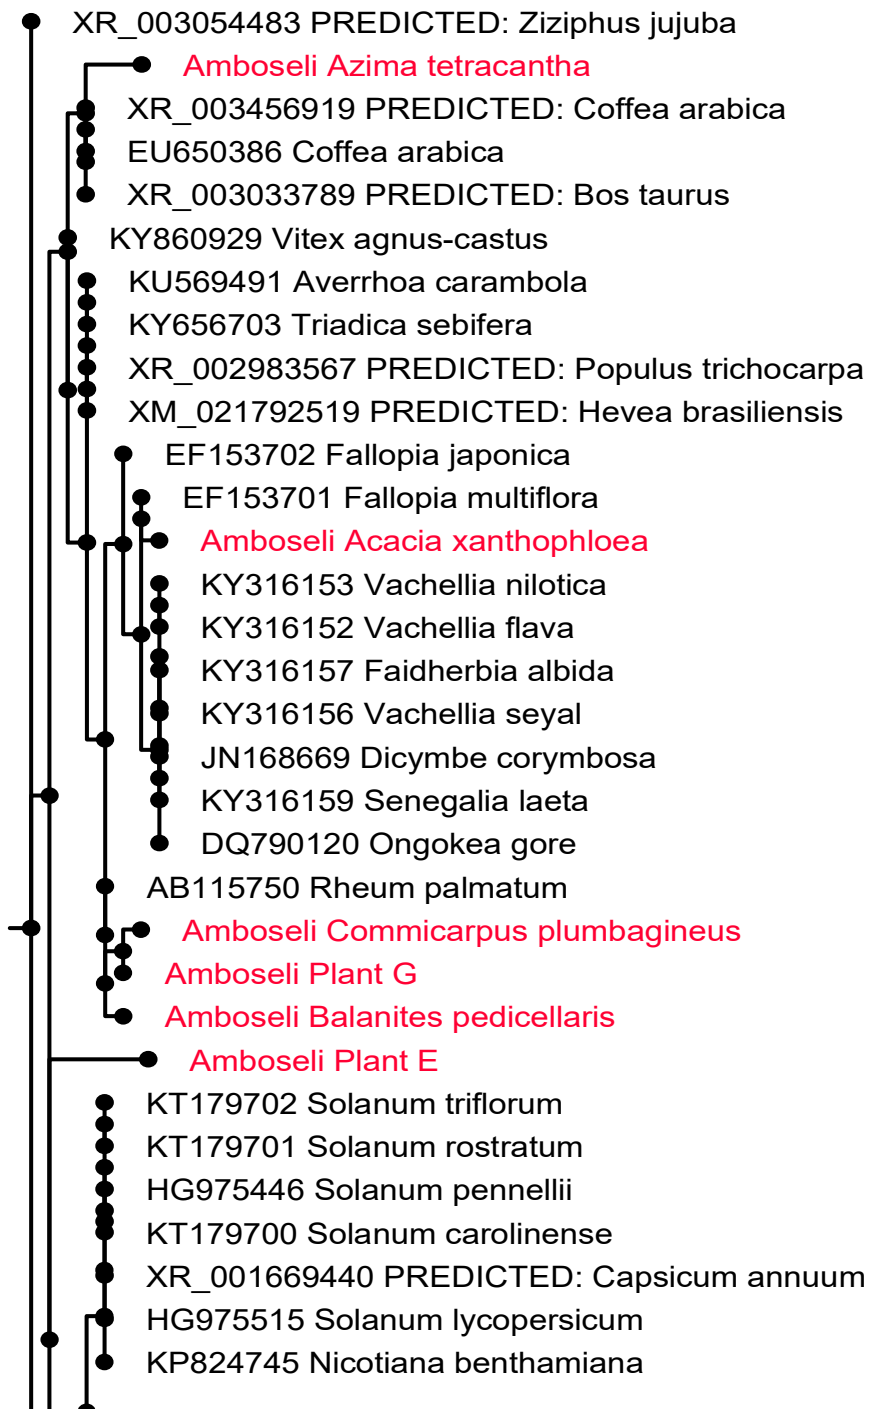 XR_003054483 PREDICTED: Ziziphus jujuba
Amboseli Azima tetracantha
XR_003456919 PREDICTED: Coffea arabica
EU650386 Coffea arabica
XR_003033789 PREDICTED: Bos taurus
KY860929 Vitex agnus-castus
KU569491 Averrhoa carambola
KY656703 Triadica sebifera
XR_002983567 PREDICTED: Populus trichocarpa
XM_021792519 PREDICTED: Hevea brasiliensis
EF153702 Fallopia japonica
EF153701 Fallopia multiflora
Amboseli Acacia xanthophloea
KY316153 Vachellia nilotica
KY316152 Vachellia flava
KY316157 Faidherbia albida
KY316156 Vachellia seyal
JN168669 Dicymbe corymbosa
KY316159 Senegalia laeta
DQ790120 Ongokea gore
AB115750 Rheum palmatum
Amboseli Commicarpus plumbagineus
Amboseli Plant G
Amboseli Balanites pedicellaris
Amboseli Plant E
KT179702 Solanum triflorum
KT179701 Solanum rostratum
HG975446 Solanum pennellii
KT179700 Solanum carolinense
XR_001669440 PREDICTED: Capsicum annuum
HG975515 Solanum lycopersicum
KP824745 Nicotiana benthamiana